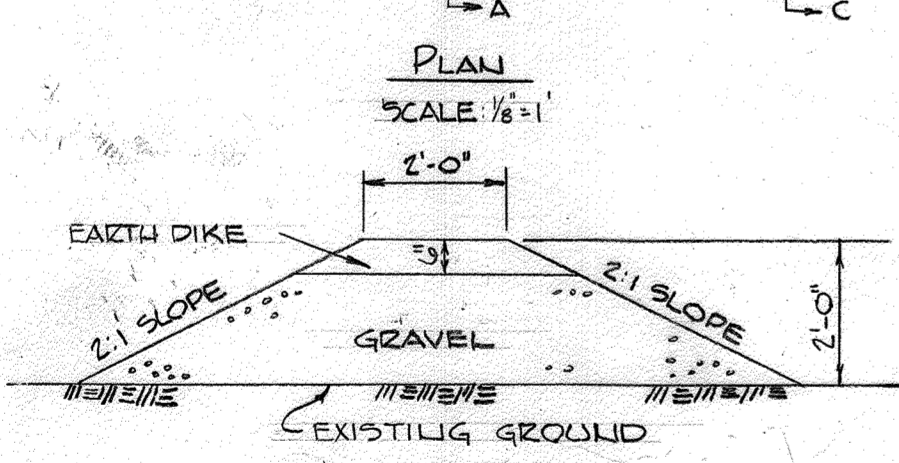 A
C
PLAN
SCALE: 1/8"=1'
2'-0"
EARTH DIKE
6"
2:1 SLOPE
2:1 SLOPE
2'-0"
GRAVEL
EXISTING GROUND